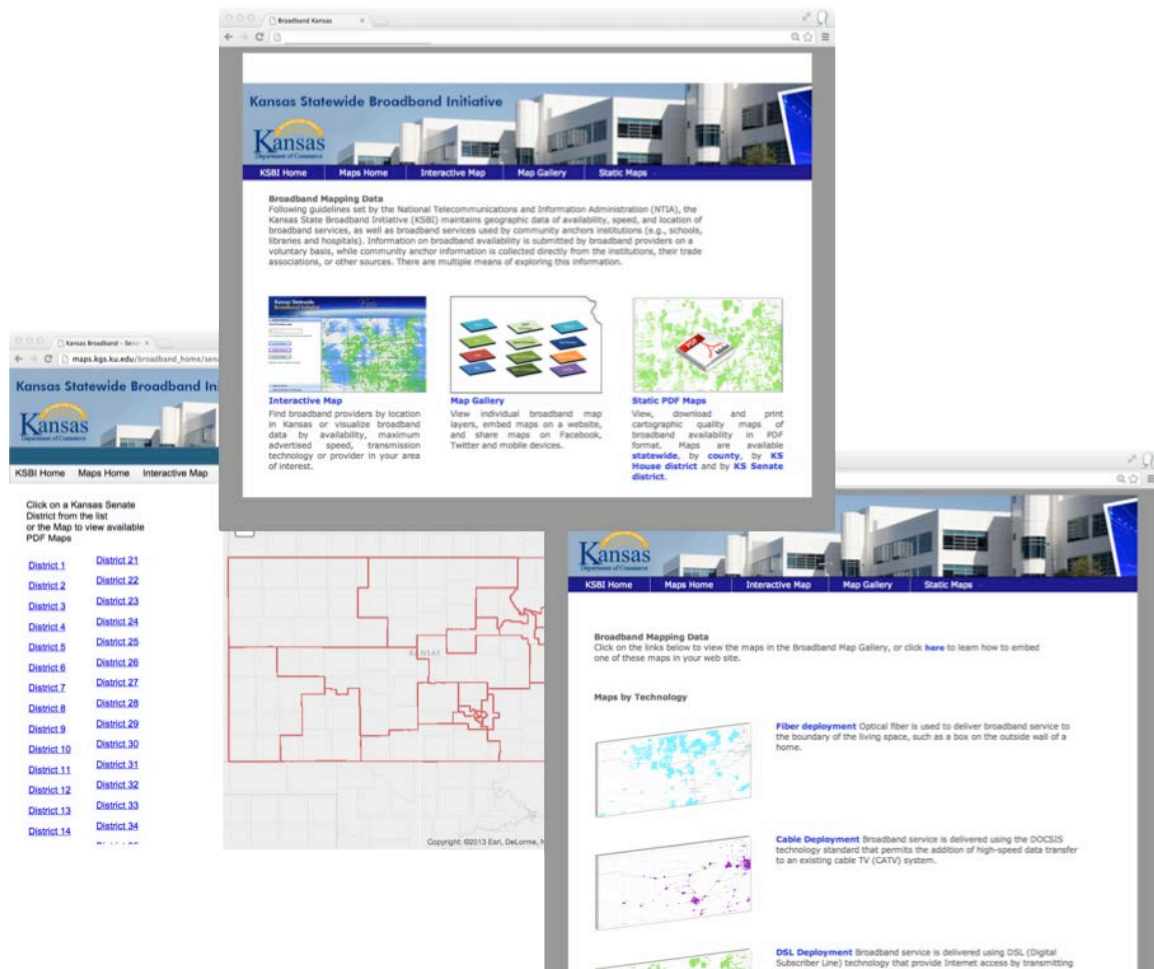 Broadband Kansas
Kansas Statewide Broadband Initiative
Kansas
Department of Commerce
KSBI Home Maps Home Interactive Map Map Gallery Static Maps
Broadband Mapping Data
Following guidelines set by the National Telecommunications and Information Administration (NTIA), the
Kansas State Broadband Initiative (KSBI) maintains geographic data of availability, speed, and location of
broadband services, as well as broadband services used by community anchors institutions (e.g., schools,
libraries and hospitals). Information on broadband availability is submitted by broadband providers on a
voluntary basis, while community anchor information is collected directly from the institutions, their trade
associations, or other sources. There are multiple means of exploring this information.
Kansas Statewide
Broadband Initiative
PDF
Interactive Map
Find broadband providers by location
in Kansas or visualize broadband
data by availability, maximum
advertised speed, transmission
technology or provider in your area
of interest.
Map Gallery
View individual broadband map
layers, embed maps on a website,
and share maps on Facebook,
Twitter and mobile devices.
Static PDF Maps
View, download and print
cartographic quality maps of
broadband availability in PDF
format. Maps are available
statewide, by county, by KS
House district and by KS Senate
district.
Kansas Broadband - Sena
maps.kgs.ku.edu/broadband_home/sena
Kansas Statewide Broadband In
Kansas
Department of Commerce
KSBI Home Maps Home Interactive Map
Click on a Kansas Senate
District from the list
or the Map to view available
PDF Maps
District 1
District 2
District 3
District 4
District 5
District 6
District 7
District 8
District 9
District 10
District 11
District 12
District 13
District 14
District 21
District 22
District 23
District 24
District 25
District 26
District 27
District 28
District 29
District 30
District 31
District 32
District 33
District 34
KANSAS
Copyright: ©2013 Esri, DeLorme, N
Kansas
Department of Commerce
KSBI Home Maps Home Interactive Map Map Gallery Static Maps
Broadband Mapping Data
Click on the links below to view the maps in the Broadband Map Gallery, or click here to learn how to embed
one of these maps in your web site.
Maps by Technology
Fiber deployment Optical fiber is used to deliver broadband service to
the boundary of the living space, such as a box on the outside wall of a
home.
Cable Deployment Broadband service is delivered using the DOCSIS
technology standard that permits the addition of high-speed data transfer
to an existing cable TV (CATV) system.
DSL Deployment Broadband service is delivered using DSL (Digital
Subscriber Line) technology that provide Internet access by transmitting